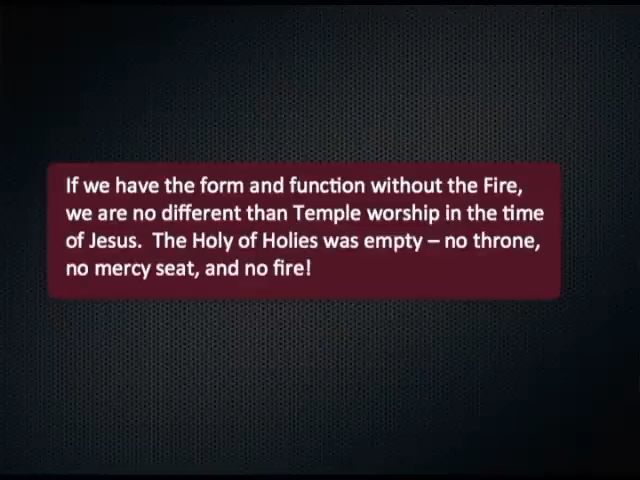 If we have the form and function without the Fire,
we are no different than Temple worship in the time
of Jesus.  The Holy of Holies was empty – no throne,
no mercy seat, and no fire!